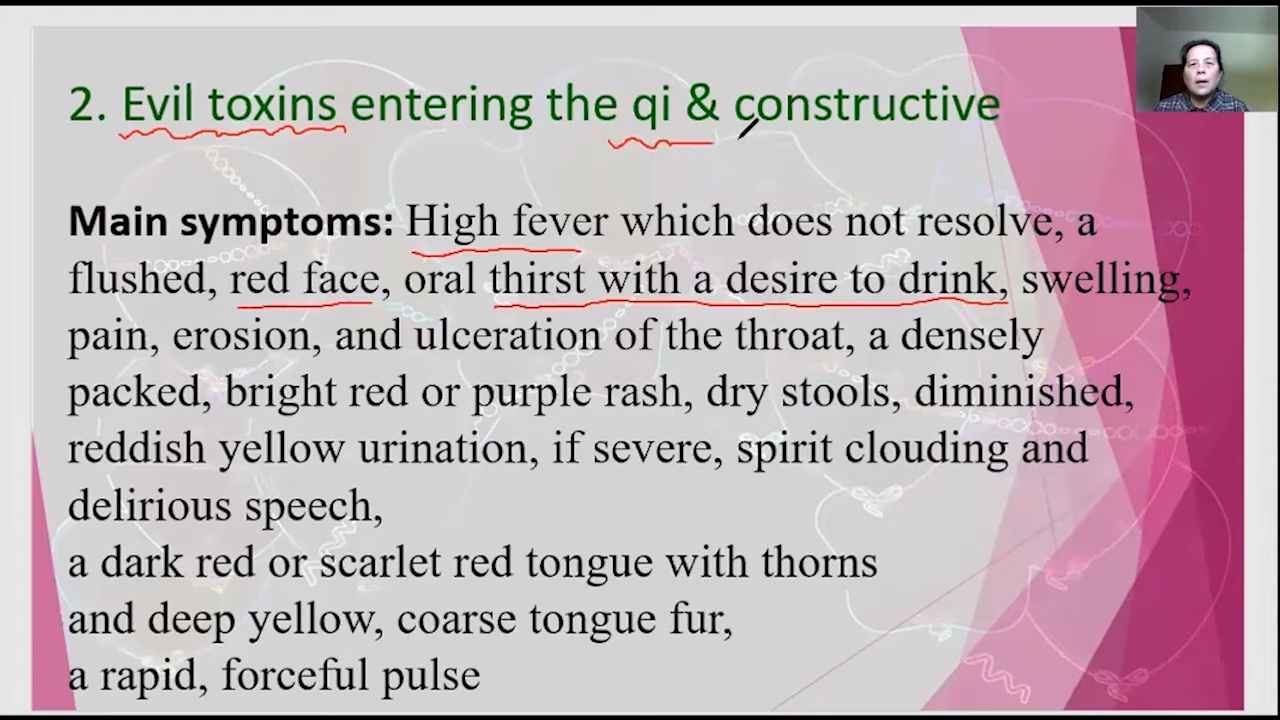 2. Evil toxins entering the qi & constructive
Main symptoms: High fever which does not resolve, a
flushed, red face, oral thirst with a desire to drink, swelling,
pain, erosion, and ulceration of the throat, a densely
packed, bright red or purple rash, dry stools, diminished,
reddish yellow urination, if severe, spirit clouding and
delirious speech,
a dark red or scarlet red tongue with thorns
and deep yellow, coarse tongue fur,
a rapid, forceful pulse